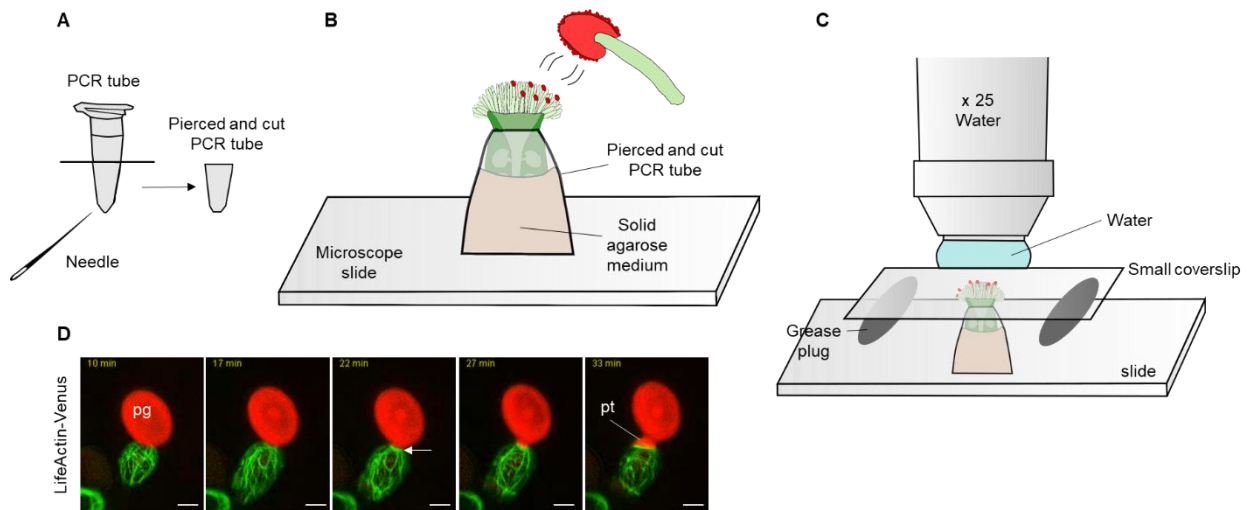 A
PCR tube
Pierced and cut
PCR tube
Needle
B
Pierced and cut
PCR tube
Solid
agarose
medium
Microscope
slide
C
x 25
Water
Water
Small coverslip
Grease
plug
slide
D
LifeActin-Venus
10 min
pg
17 min
22 min
27 min
33 min
pt